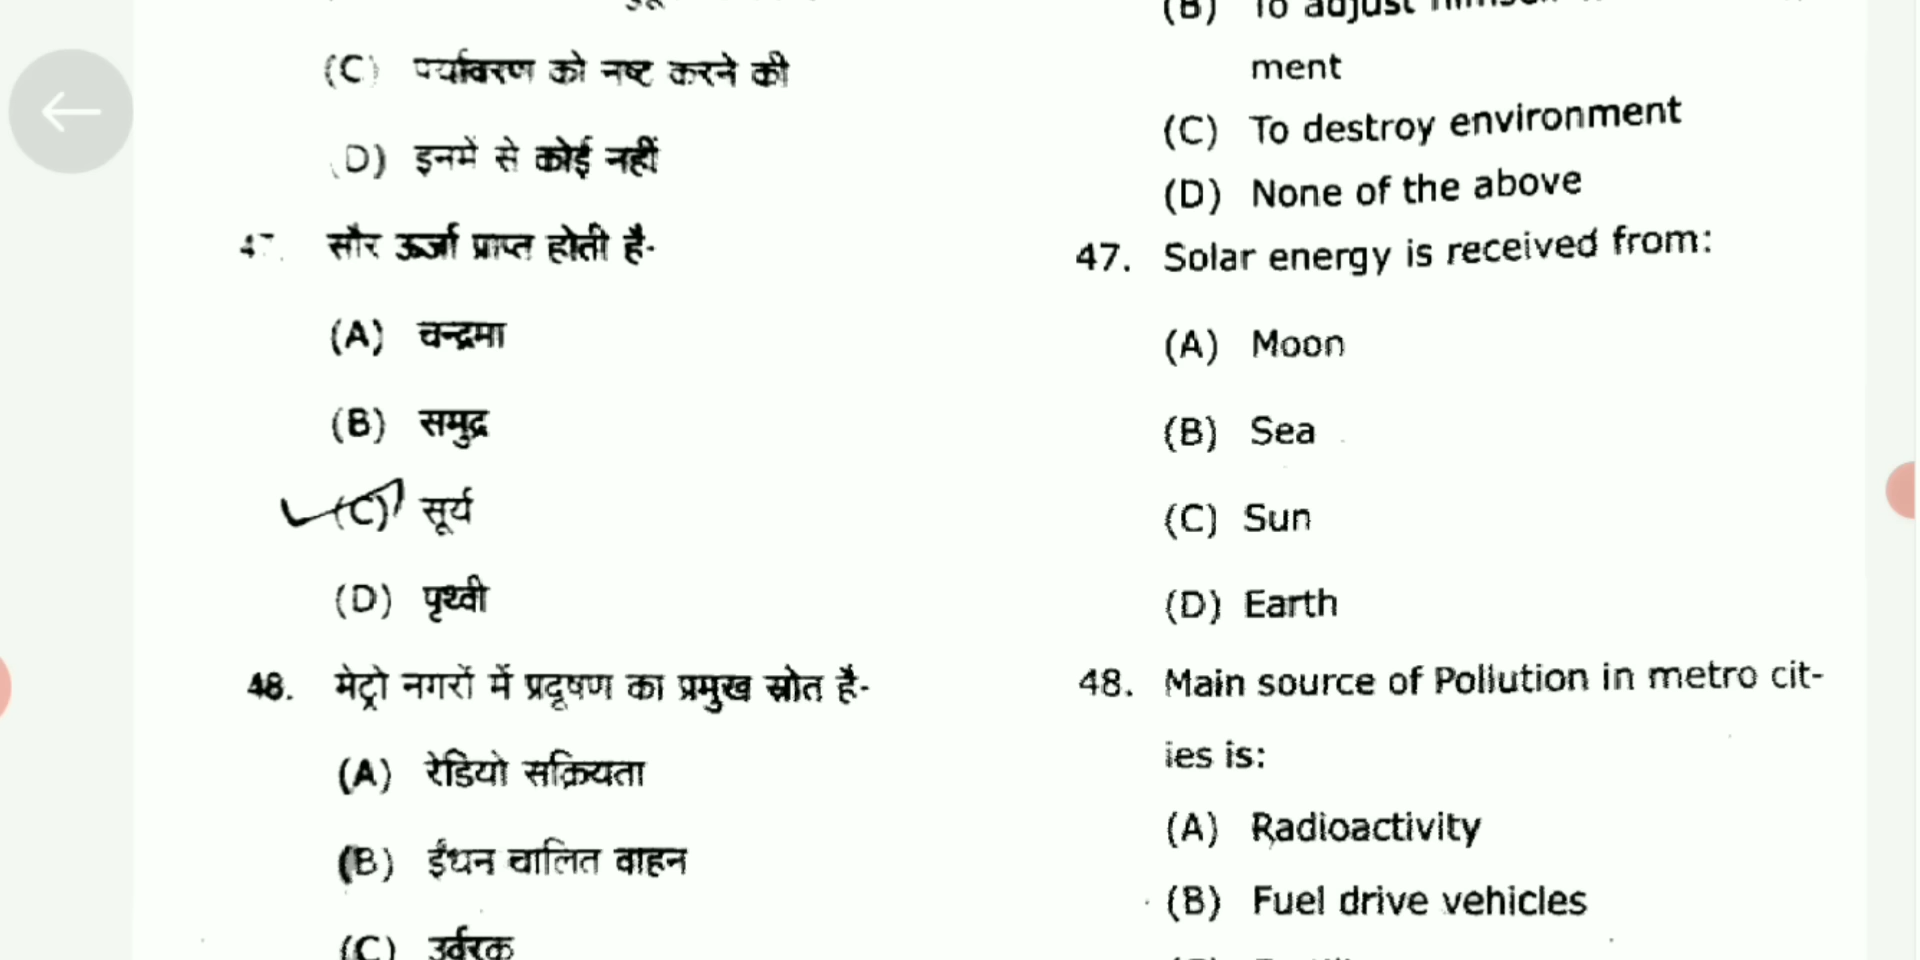 (C) पर्यावरण को नष्ट करने की
(D) इनमें से कोई नहीं
47. सौर ऊर्जा प्राप्त होती है-
(A) चन्द्रमा
(B) समुद्र
(C) सूर्य
(D) पृथ्वी
48. मेट्रो नगरों में प्रदूषण का प्रमुख स्रोत है-
(A) रेडियो सक्रियता
(B) ईंधन चालित वाहन
(C) उर्वरक
(B) To adjust
ment
(C) To destroy environment
(D) None of the above
47. Solar energy is received from:
(A) Moon
(B) Sea
(C) Sun
(D) Earth
48. Main source of Pollution in metro cit-
ies is:
(A) Radioactivity
(B) Fuel drive vehicles